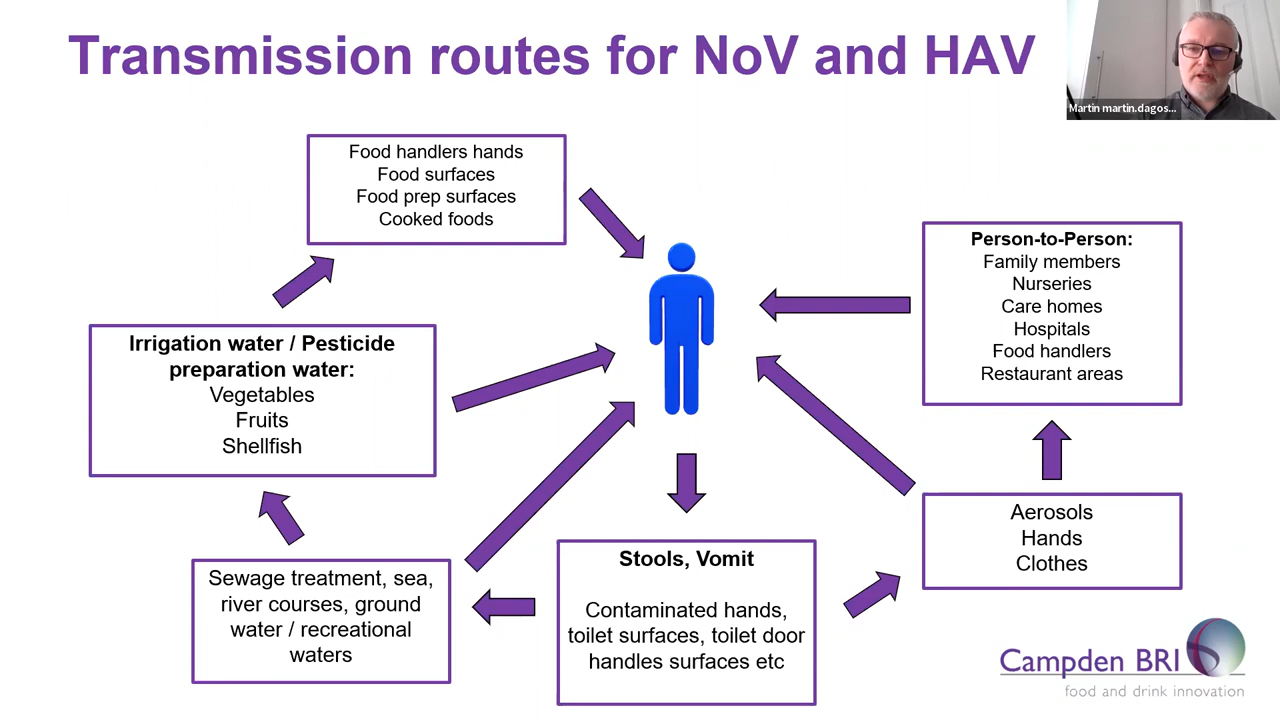 Transmission routes for NoV and HAV
Martin martin.dagos...
Food handlers hands
Food surfaces
Food prep surfaces
Cooked foods
Person-to-Person:
Family members
Nurseries
Care homes
Hospitals
Food handlers
Restaurant areas
Irrigation water / Pesticide
preparation water:
Vegetables
Fruits
Shellfish
Aerosols
Hands
Clothes
Sewage treatment, sea,
river courses, ground
water / recreational
waters
Stools, Vomit
Contaminated hands,
toilet surfaces, toilet door
handles surfaces etc
Campden BRI
food and drink innovation